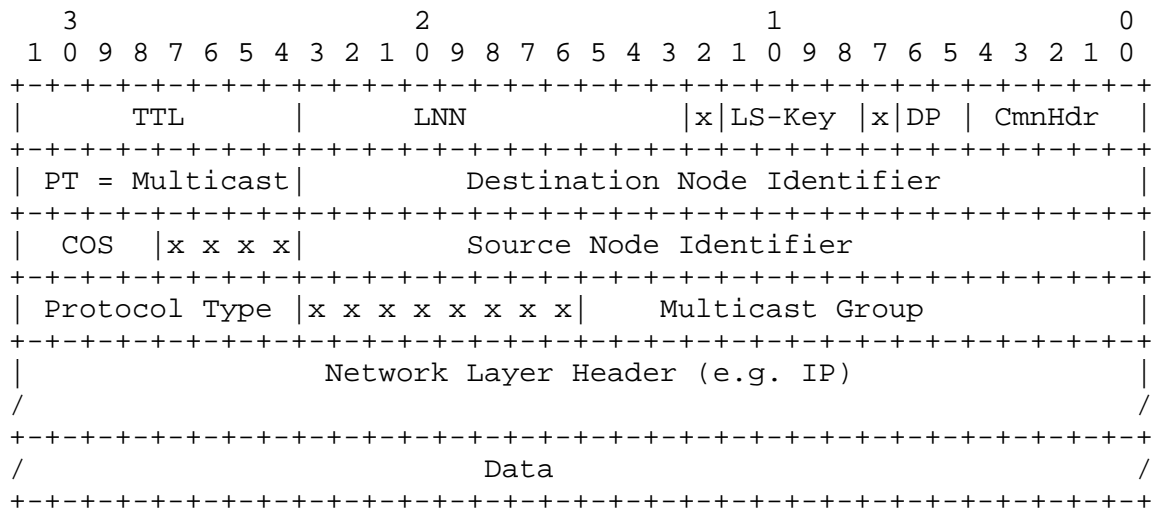 3                   2                   1                   0
  1 0 9 8 7 6 5 4 3 2 1 0 9 8 7 6 5 4 3 2 1 0 9 8 7 6 5 4 3 2 1 0
 +-+-+-+-+-+-+-+-+-+-+-+-+-+-+-+-+-+-+-+-+-+-+-+-+-+-+-+-+-+-+-+-+
 |      TTL      |      LNN            |x|LS-Key |x|DP | CmnHdr  |
 +-+-+-+-+-+-+-+-+-+-+-+-+-+-+-+-+-+-+-+-+-+-+-+-+-+-+-+-+-+-+-+-+
 | PT = Multicast|         Destination Node Identifier           |
 +-+-+-+-+-+-+-+-+-+-+-+-+-+-+-+-+-+-+-+-+-+-+-+-+-+-+-+-+-+-+-+-+
 |  COS  |x x x x|         Source Node Identifier                |
 +-+-+-+-+-+-+-+-+-+-+-+-+-+-+-+-+-+-+-+-+-+-+-+-+-+-+-+-+-+-+-+-+
 | Protocol Type |x x x x x x x x|    Multicast Group            |
 +-+-+-+-+-+-+-+-+-+-+-+-+-+-+-+-+-+-+-+-+-+-+-+-+-+-+-+-+-+-+-+-+
 |                 Network Layer Header (e.g. IP)                |
 /                                                               /
 +-+-+-+-+-+-+-+-+-+-+-+-+-+-+-+-+-+-+-+-+-+-+-+-+-+-+-+-+-+-+-+-+
 /                          Data                                 /
 +-+-+-+-+-+-+-+-+-+-+-+-+-+-+-+-+-+-+-+-+-+-+-+-+-+-+-+-+-+-+-+-+